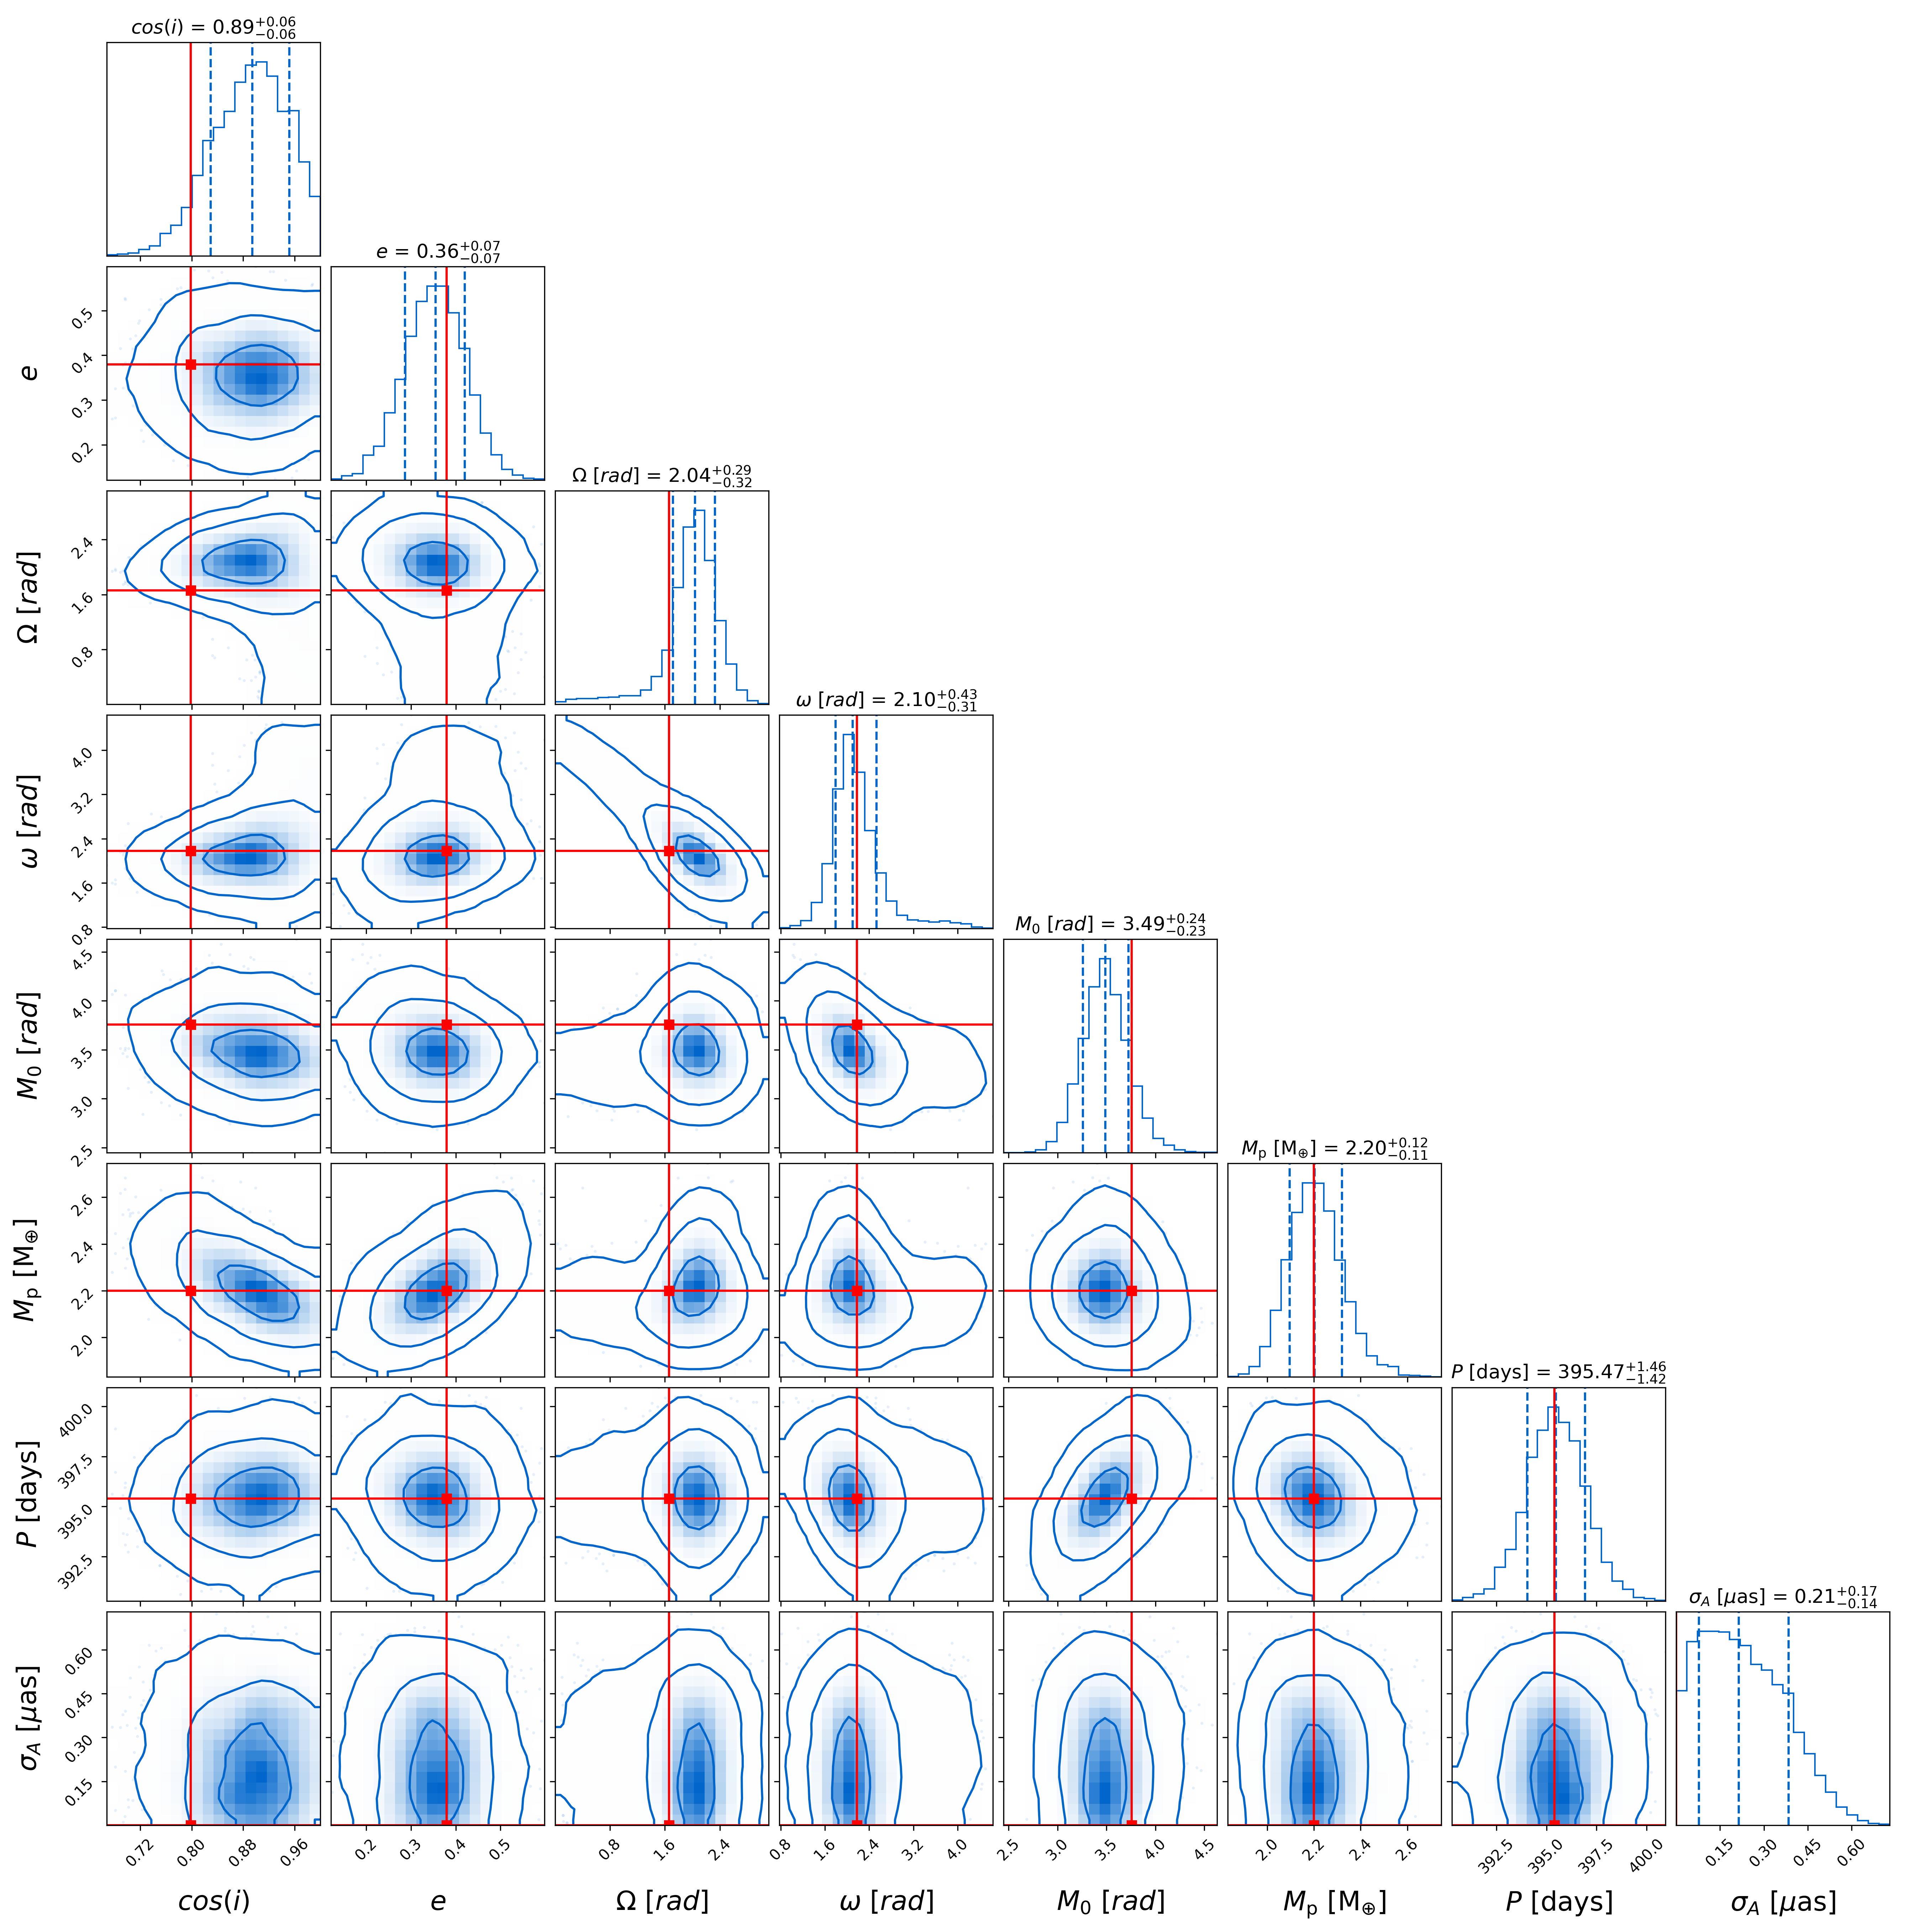 cos(i) = 0.89+0.06−0.06
e = 0.36+0.07−0.07
e
0.5
0.4
0.3
0.2
Ω [rad] = 2.04+0.29−0.32
Ω [rad]
2.4
1.6
0.8
ω [rad] = 2.10+0.43−0.31
ω [rad]
4.0
3.2
2.4
1.6
0.8
M0 [rad] = 3.49+0.24−0.23
M0 [rad]
4.5
4.0
3.5
3.0
2.5
Mp [M⊕] = 2.20+0.12−0.11
Mp [M⊕]
2.6
2.4
2.2
2.0
P [days] = 395.47+1.46−1.42
P [days]
400.0
397.5
395.0
392.5
σA [μas] = 0.21+0.17−0.14
σA [μas]
0.60
0.45
0.30
0.15
0.72 0.80 0.88 0.96 0.2 0.3 0.4 0.5 0.8 1.6 2.4 0.8 1.6 2.4 3.2 4.0 2.5 3.0 3.5 4.0 4.5 2.0 2.2 2.4 2.6 392.5 395.0 397.5 400.0 0.15 0.30 0.45 0.60
cos(i) e Ω [rad] ω [rad] M0 [rad] Mp [M⊕] P [days] σA [μas]